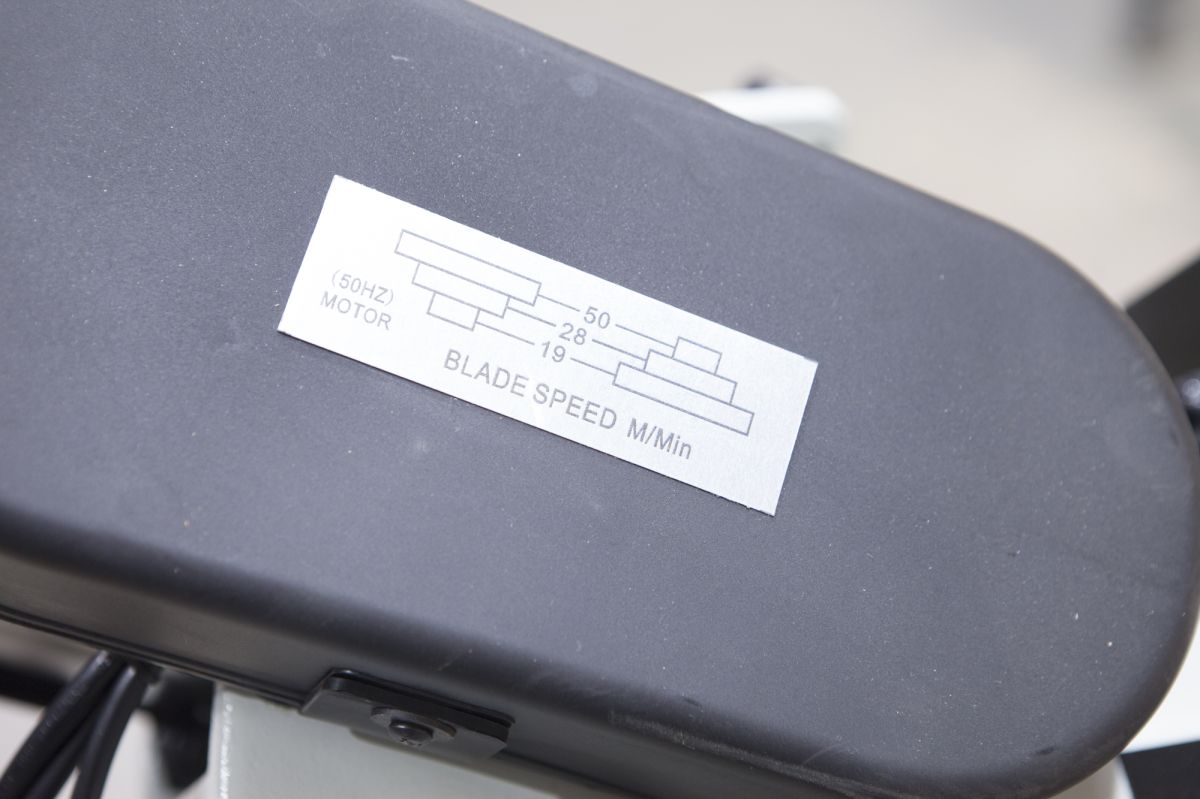 (50HZ)
MOTOR
50
28
19
BLADE SPEED M/Min